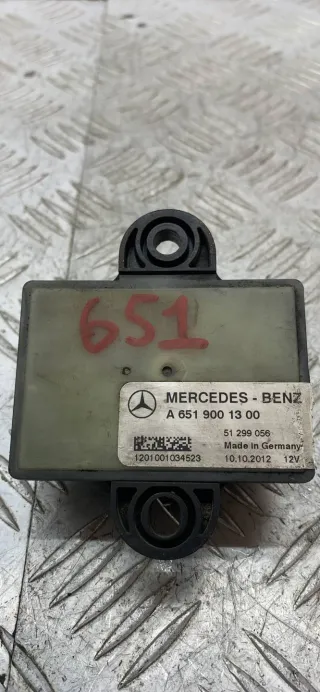 651
MERCEDES - BENZ
A 651 900 13 00
51 299 056
Made in Germany
1201001034523 10.10.2012 12V